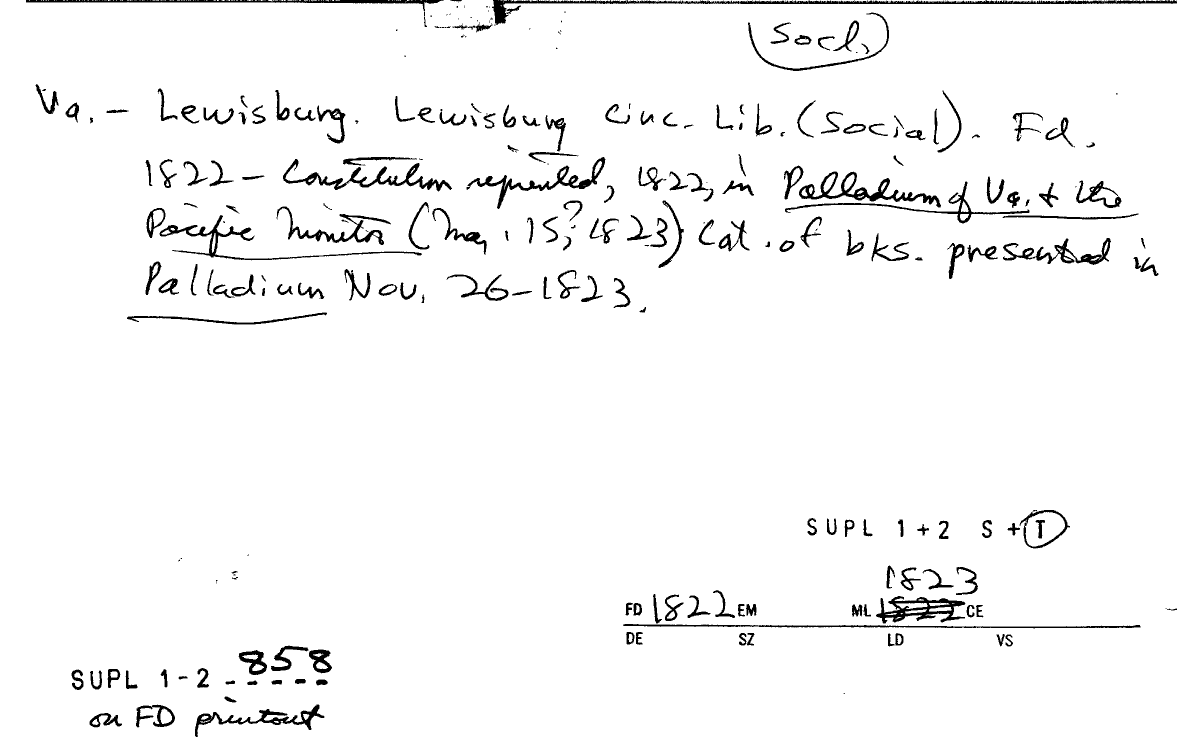 (Socl.)
Va. - Lewisburg. Lewisburg Circ. Lib. (Social). Fd.
1822 - Constitution reprinted, 1822, in Palladium of Va. & the
Pacific Monitor (Mar. 15?, 1823) Cat. of bks. presented in
Palladium Nov. 26 - 1823.
SUPL 1+2 S + T
1823
FD 1822 EM ML 1822 CE
DE SZ LD VS
SUPL 1-2 - 858
on FD printout